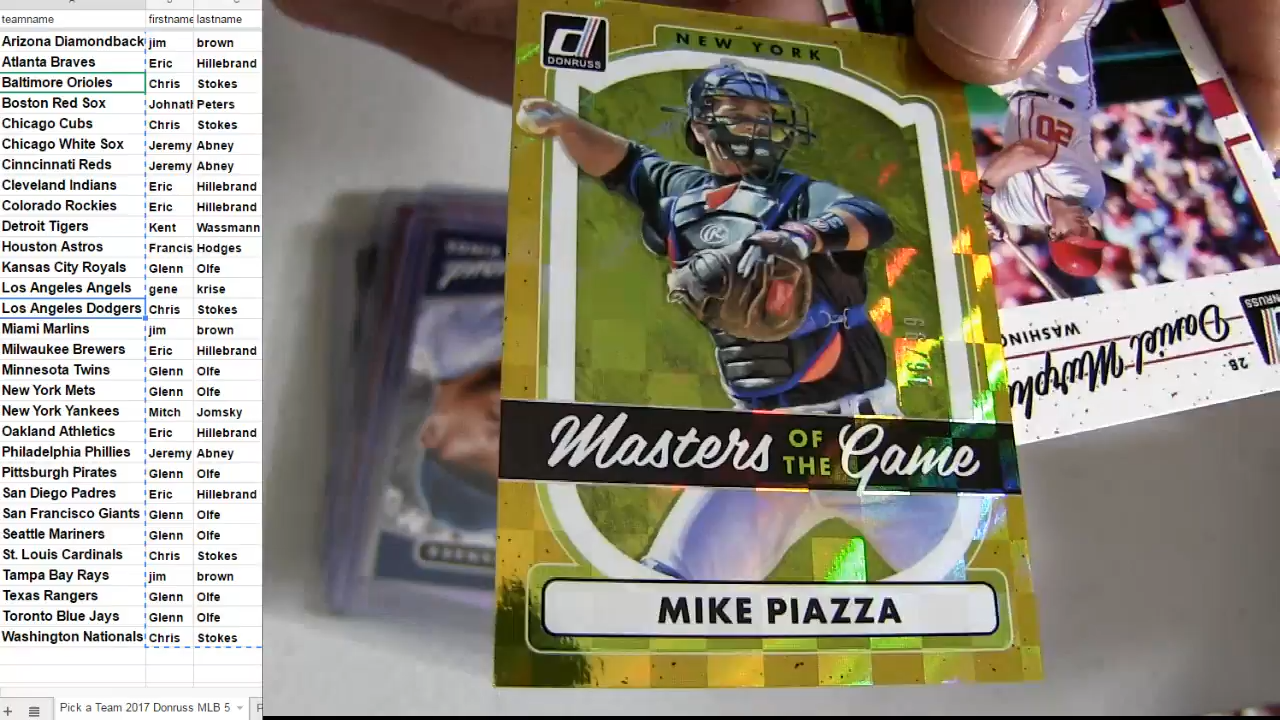 teamname firstname lastname
Arizona Diamondback jim brown
Atlanta Braves Eric Hillebrand
Baltimore Orioles Chris Stokes
Boston Red Sox Johnath Peters
Chicago Cubs Chris Stokes
Chicago White Sox Jeremy Abney
Cinncinnati Reds Jeremy Abney
Cleveland Indians Eric Hillebrand
Colorado Rockies Eric Hillebrand
Detroit Tigers Kent Wassmann
Houston Astros Francis Hodges
Kansas City Royals Glenn Olfe
Los Angeles Angels gene krise
Los Angeles Dodgers Chris Stokes
Miami Marlins jim brown
Milwaukee Brewers Eric Hillebrand
Minnesota Twins Glenn Olfe
New York Mets Glenn Olfe
New York Yankees Mitch Jomsky
Oakland Athletics Eric Hillebrand
Philadelphia Phillies Jeremy Abney
Pittsburgh Pirates Glenn Olfe
San Diego Padres Eric Hillebrand
San Francisco Giants Glenn Olfe
Seattle Mariners Glenn Olfe
St. Louis Cardinals Chris Stokes
Tampa Bay Rays jim brown
Texas Rangers Glenn Olfe
Toronto Blue Jays Glenn Olfe
Washington Nationals Chris Stokes
Pick a Team 2017 Donruss MLB 5
d
DONRUSS
NEW YORK
Masters OF THE Game
MIKE PIAZZA
20
WASHING
Daniel Murph
2B